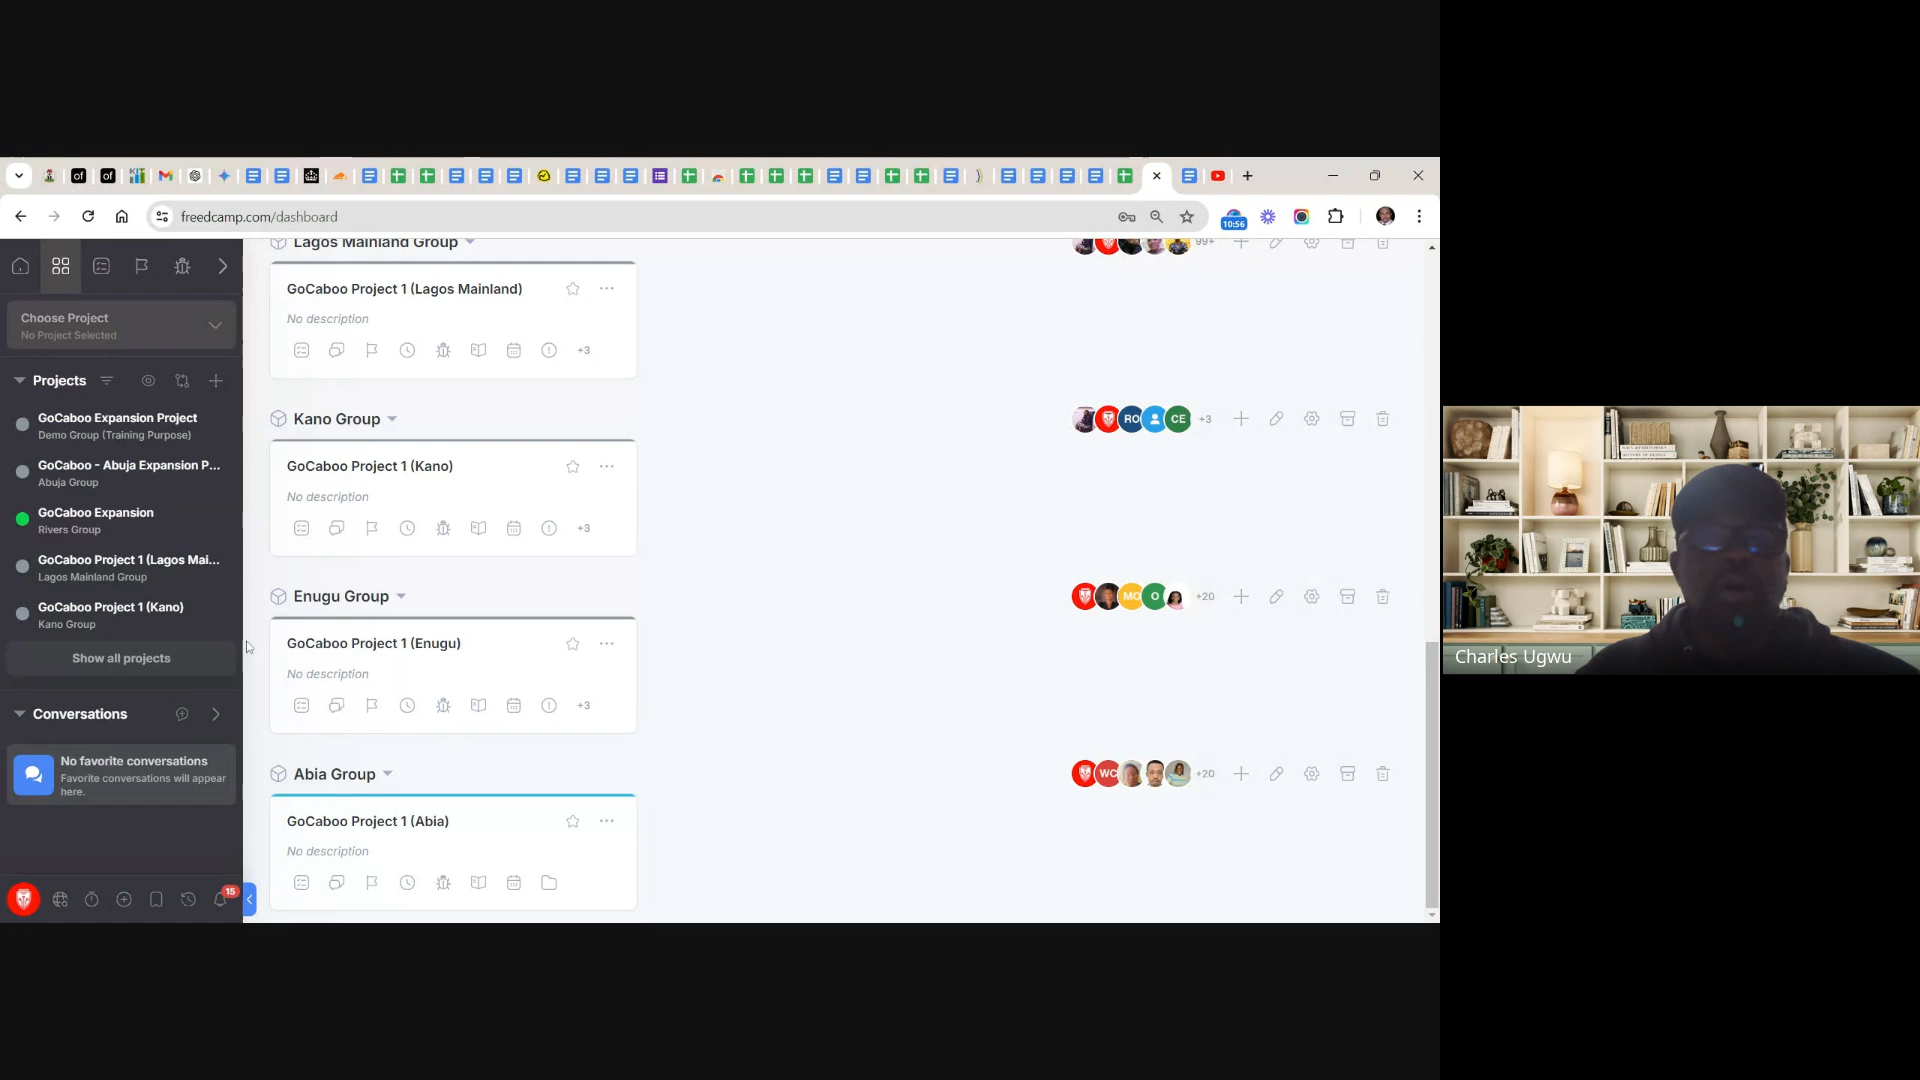 of
of
KIT
freedcamp.com/dashboard
10:56
Choose Project
No Project Selected
Projects
GoCaboo Expansion Project
Demo Group (Training Purpose)
GoCaboo - Abuja Expansion P...
Abuja Group
GoCaboo Expansion
Rivers Group
GoCaboo Project 1 (Lagos Mai...
Lagos Mainland Group
GoCaboo Project 1 (Kano)
Kano Group
Show all projects
Conversations
No favorite conversations
Favorite conversations will appear
here.
15
Lagos Mainland Group
99+
GoCaboo Project 1 (Lagos Mainland)
No description
+3
Kano Group
RO
CE
+3
GoCaboo Project 1 (Kano)
No description
+3
Enugu Group
MO
O
+20
GoCaboo Project 1 (Enugu)
No description
+3
Abia Group
WC
+20
GoCaboo Project 1 (Abia)
No description
Charles Ugwu